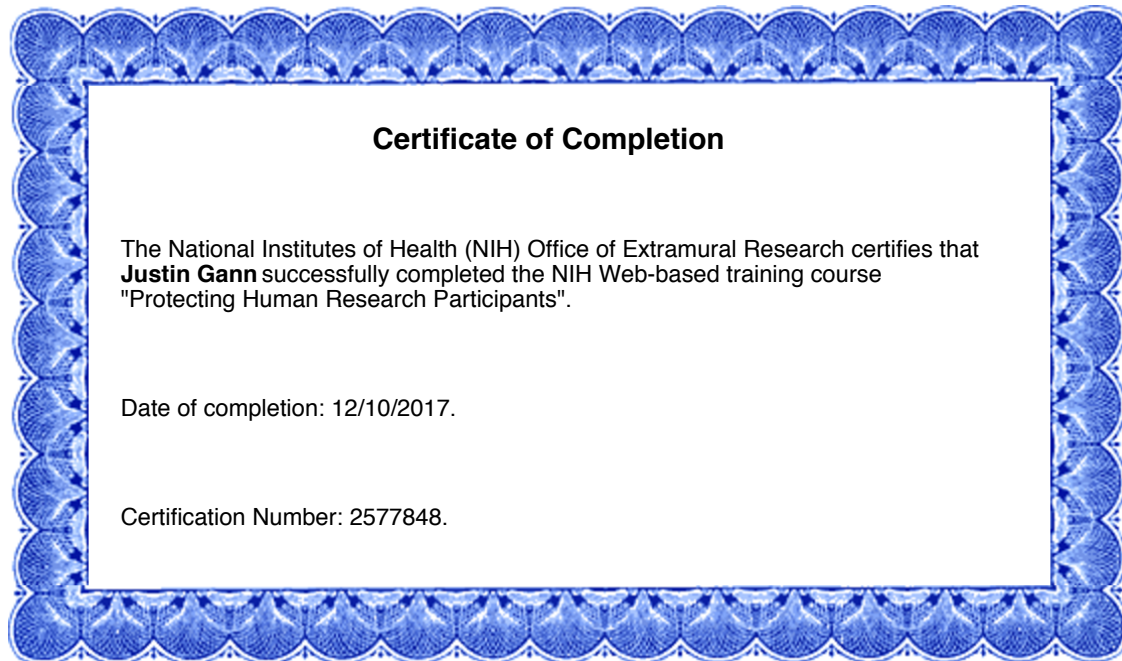 Certificate of Completion
The National Institutes of Health (NIH) Office of Extramural Research certifies that
Justin Gann successfully completed the NIH Web-based training course
"Protecting Human Research Participants".
Date of completion: 12/10/2017.
Certification Number: 2577848.